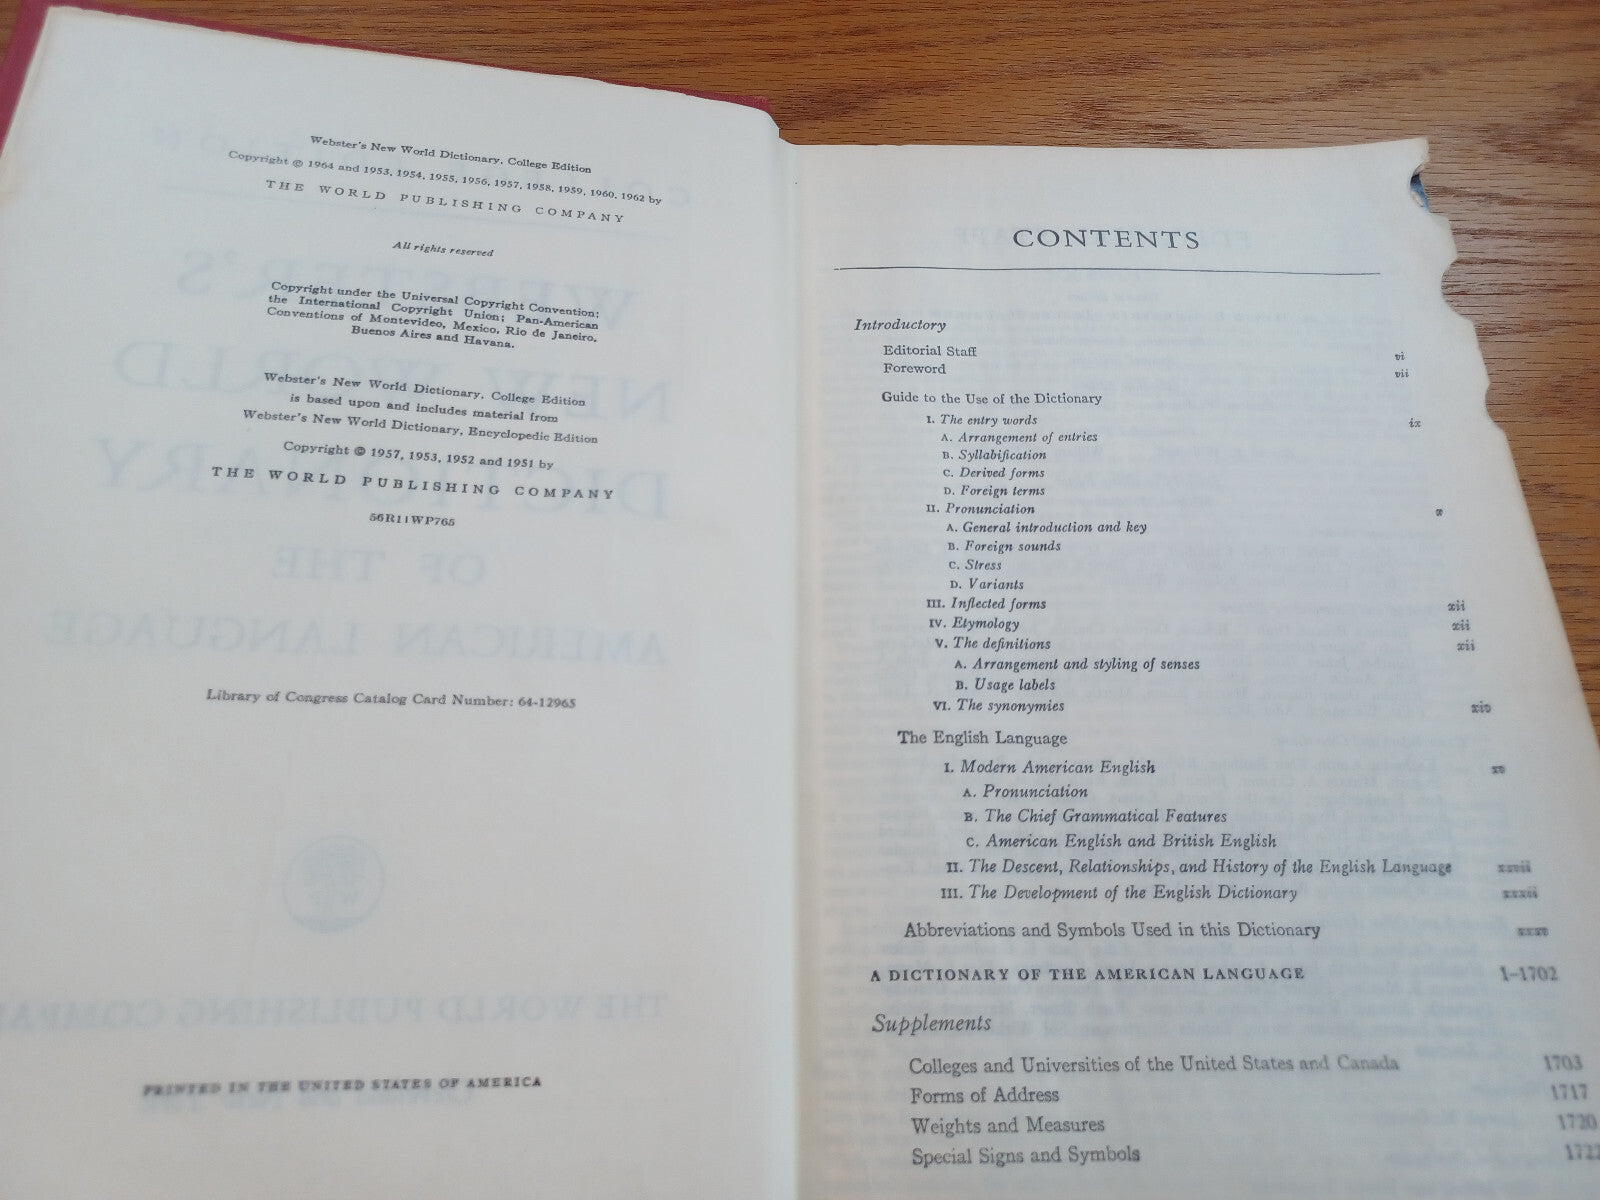 Webster's New World Dictionary, College Edition
Copyright © 1964 and 1953, 1954, 1955, 1956, 1957, 1958, 1959, 1960, 1962 by
THE WORLD PUBLISHING COMPANY
All rights reserved
Copyright under the Universal Copyright Convention;
the International Copyright Union; Pan-American
Conventions of Montevideo, Mexico, Rio de Janeiro,
Buenos Aires and Havana.
Webster's New World Dictionary, College Edition
is based upon and includes material from
Webster's New World Dictionary, Encyclopedic Edition
Copyright © 1957, 1953, 1952 and 1951 by
THE WORLD PUBLISHING COMPANY
56R11WP765
Library of Congress Catalog Card Number: 64-12965
PRINTED IN THE UNITED STATES OF AMERICA
CONTENTS
Introductory
Editorial Staff vi
Foreword vii
Guide to the Use of the Dictionary
I. The entry words ix
A. Arrangement of entries
B. Syllabification
C. Derived forms
D. Foreign terms
II. Pronunciation x
A. General introduction and key
B. Foreign sounds
C. Stress
D. Variants
III. Inflected forms xii
IV. Etymology xii
V. The definitions xii
A. Arrangement and styling of senses
B. Usage labels
VI. The synonymies xiv
The English Language
I. Modern American English xv
A. Pronunciation
B. The Chief Grammatical Features
C. American English and British English
II. The Descent, Relationships, and History of the English Language xxvii
III. The Development of the English Dictionary xxxii
Abbreviations and Symbols Used in this Dictionary xxxv
A DICTIONARY OF THE AMERICAN LANGUAGE 1–1702
Supplements
Colleges and Universities of the United States and Canada 1703
Forms of Address 1717
Weights and Measures 1720
Special Signs and Symbols